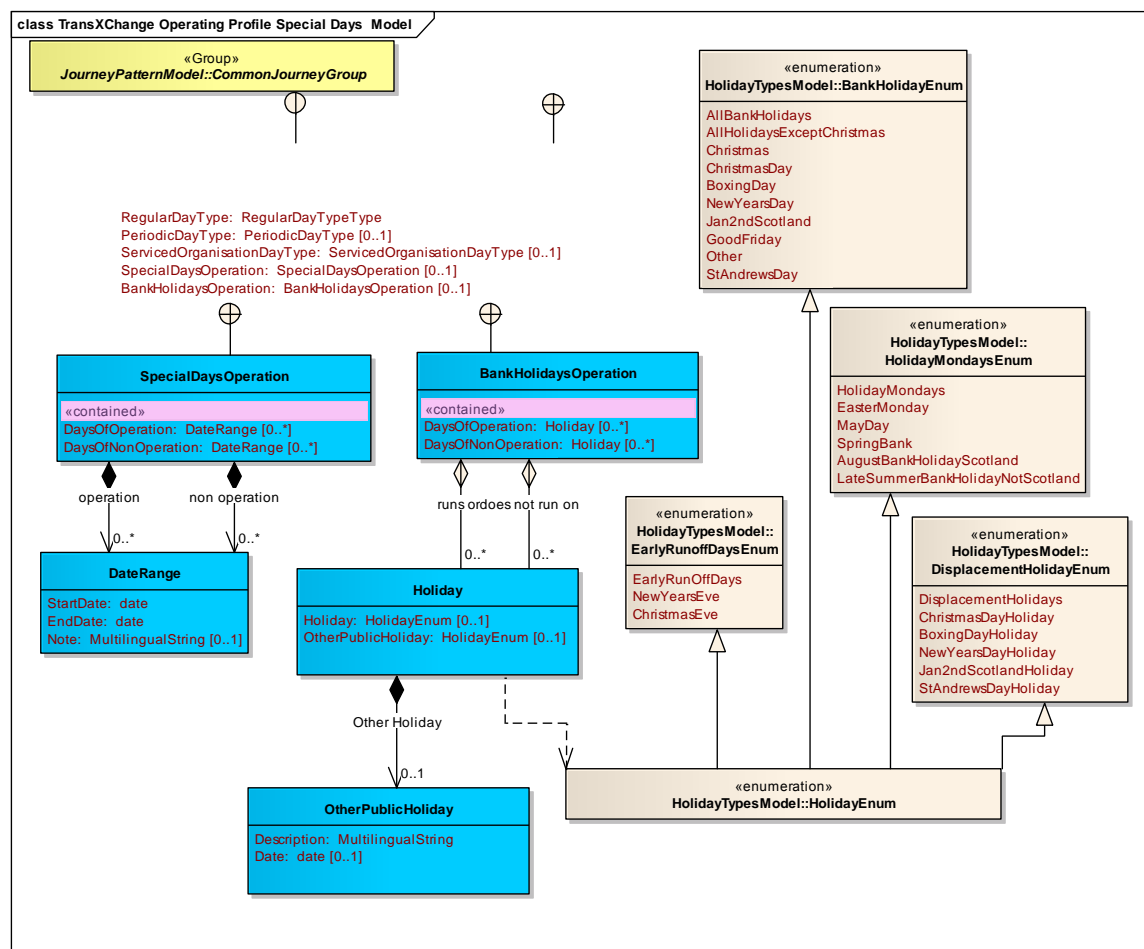 class TransXChange Operating Profile Special Days Model
«Group»
JourneyPatternModel::CommonJourneyGroup
RegularDayType: RegularDayTypeType
PeriodicDayType: PeriodicDayType [0..1]
ServicedOrganisationDayType: ServicedOrganisationDayType [0..1]
SpecialDaysOperation: SpecialDaysOperation [0..1]
BankHolidaysOperation: BankHolidaysOperation [0..1]
SpecialDaysOperation
«contained»
DaysOfOperation: DateRange [0..*]
DaysOfNonOperation: DateRange [0..*]
BankHolidaysOperation
«contained»
DaysOfOperation: Holiday [0..*]
DaysOfNonOperation: Holiday [0..*]
operation
non operation
0..*
0..*
runs on
does not run on
0..*
0..*
DateRange
StartDate: date
EndDate: date
Note: MultilingualString [0..1]
Holiday
Holiday: HolidayEnum [0..1]
OtherPublicHoliday: HolidayEnum [0..1]
Other Holiday
0..1
OtherPublicHoliday
Description: MultilingualString
Date: date [0..1]
«enumeration»
HolidayTypesModel::BankHolidayEnum
AllBankHolidays
AllHolidaysExceptChristmas
Christmas
ChristmasDay
BoxingDay
NewYearsDay
Jan2ndScotland
GoodFriday
Other
StAndrewsDay
«enumeration»
HolidayTypesModel::
HolidayMondaysEnum
HolidayMondays
EasterMonday
MayDay
SpringBank
AugustBankHolidayScotland
LateSummerBankHolidayNotScotland
«enumeration»
HolidayTypesModel::
EarlyRunoffDaysEnum
EarlyRunOffDays
NewYearsEve
ChristmasEve
«enumeration»
HolidayTypesModel::
DisplacementHolidayEnum
DisplacementHolidays
ChristmasDayHoliday
BoxingDayHoliday
NewYearsDayHoliday
Jan2ndScotlandHoliday
StAndrewsDayHoliday
«enumeration»
HolidayTypesModel::HolidayEnum